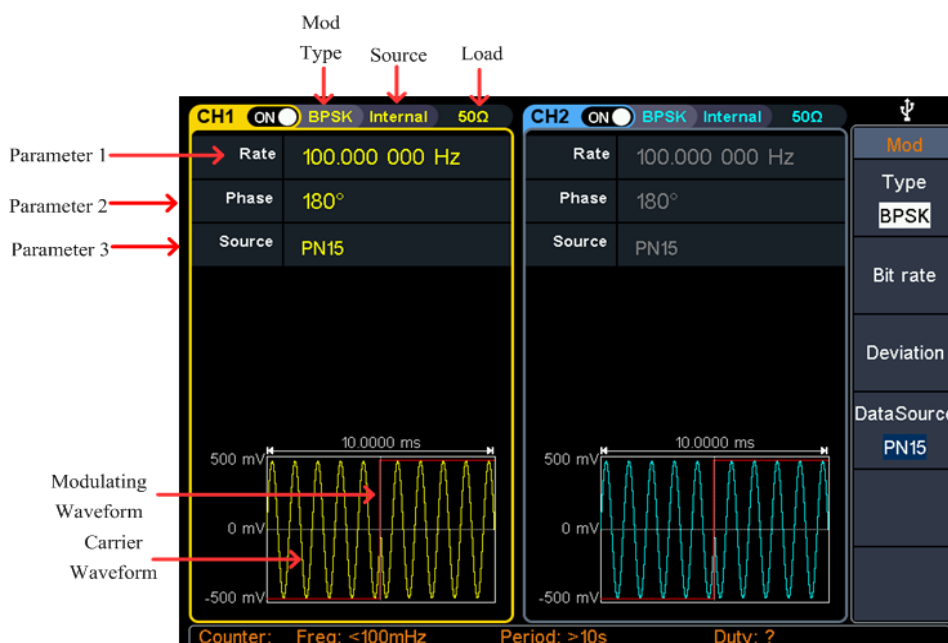 Mod
Type
Source
Load
CH1 ON BPSK Internal 50Ω
CH2 ON BPSK Internal 50Ω
Mod
Parameter 1
Rate 100.000 000 Hz
Rate 100.000 000 Hz
Type
BPSK
Parameter 2
Phase 180°
Phase 180°
Parameter 3
Source PN15
Source PN15
Bit rate
Deviation
DataSource
PN15
10.0000 ms
500 mV
0 mV
-500 mV
10.0000 ms
500 mV
0 mV
-500 mV
Modulating
Waveform
Carrier
Waveform
Counter: Freq: <100mHz Period: >10s Duty: ?